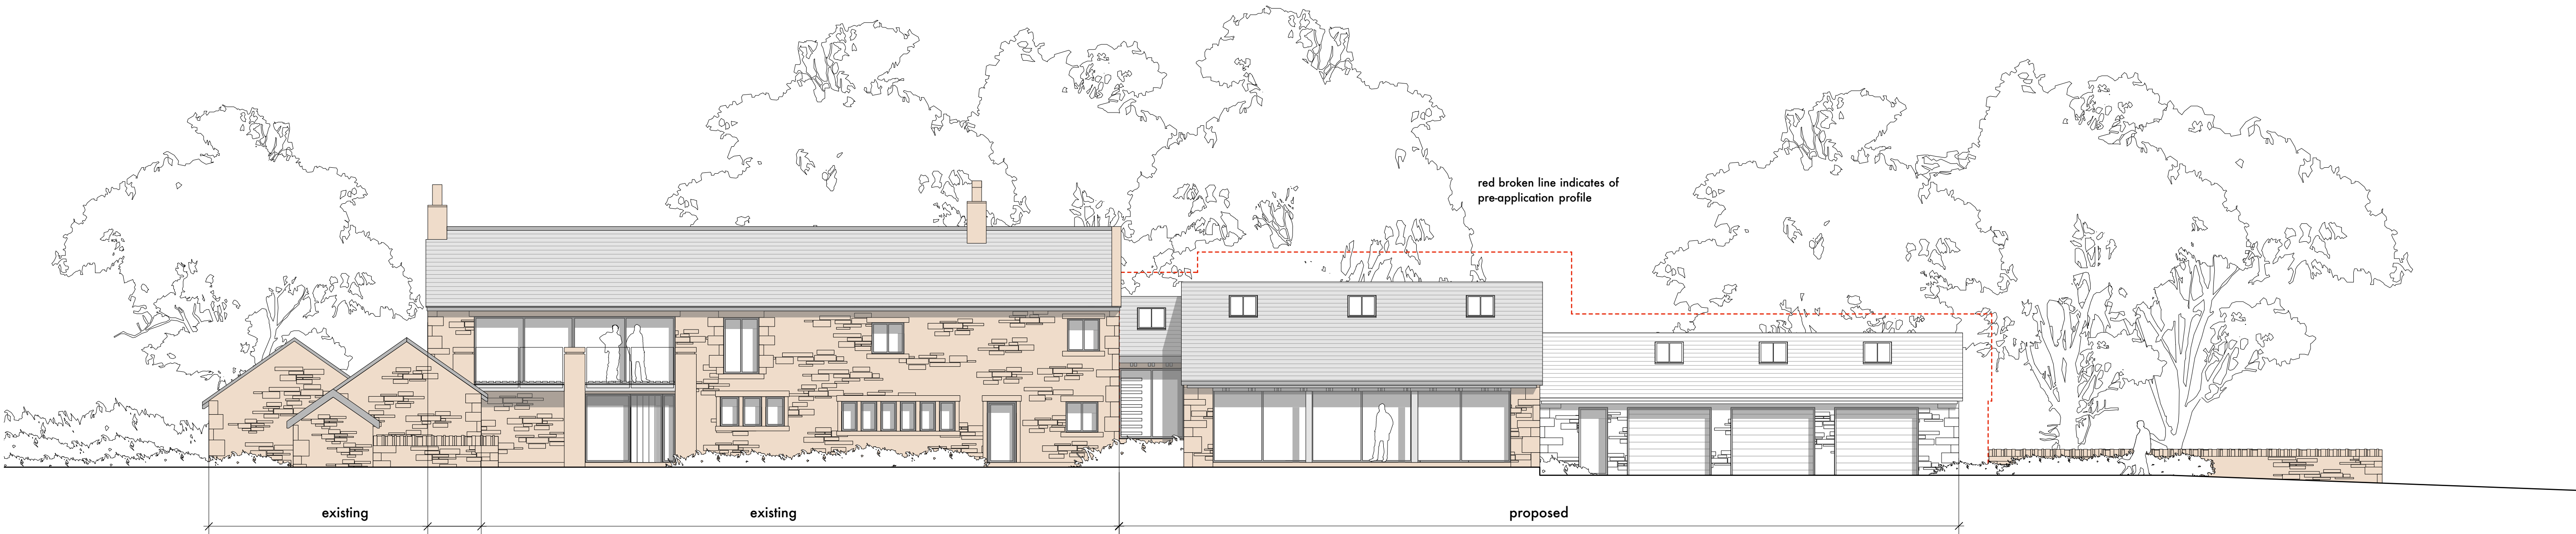 red broken line indicates of
pre-application profile
existing
existing
proposed